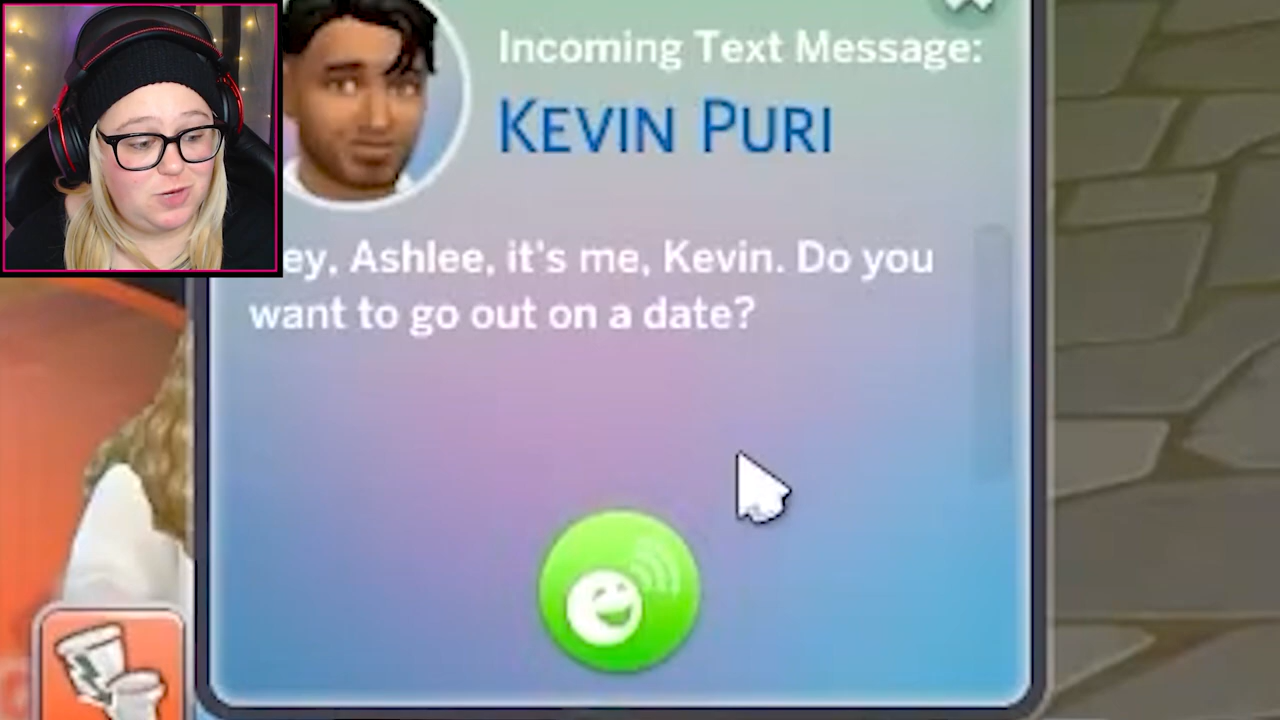 Incoming Text Message:
KEVIN PURI
ey, Ashlee, it's me, Kevin. Do you
want to go out on a date?